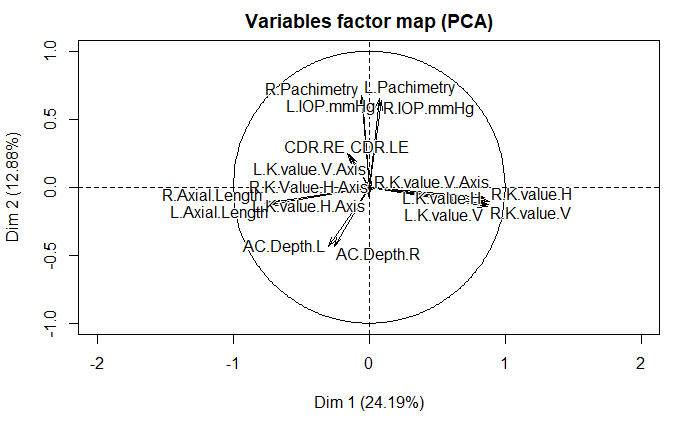 Variables factor map (PCA)
1.0
R.Pachimetry L.Pachimetry
L.IOP.mmHg R.IOP.mmHg
0.5
CDR.RE CDR.LE
L.K.value.V.Axis
R.K.value.V.Axis
R.K.Value.H.Axis
0.0
R.Axial.Length
L.K.value.H
R.K.value.H
L.K.value.H.Axis
L.Axial.Length
L.K.value.V
R.K.value.V
AC.Depth.L
AC.Depth.R
-0.5
-1.0
Dim 2 (12.88%)
-2 -1 0 1 2
Dim 1 (24.19%)